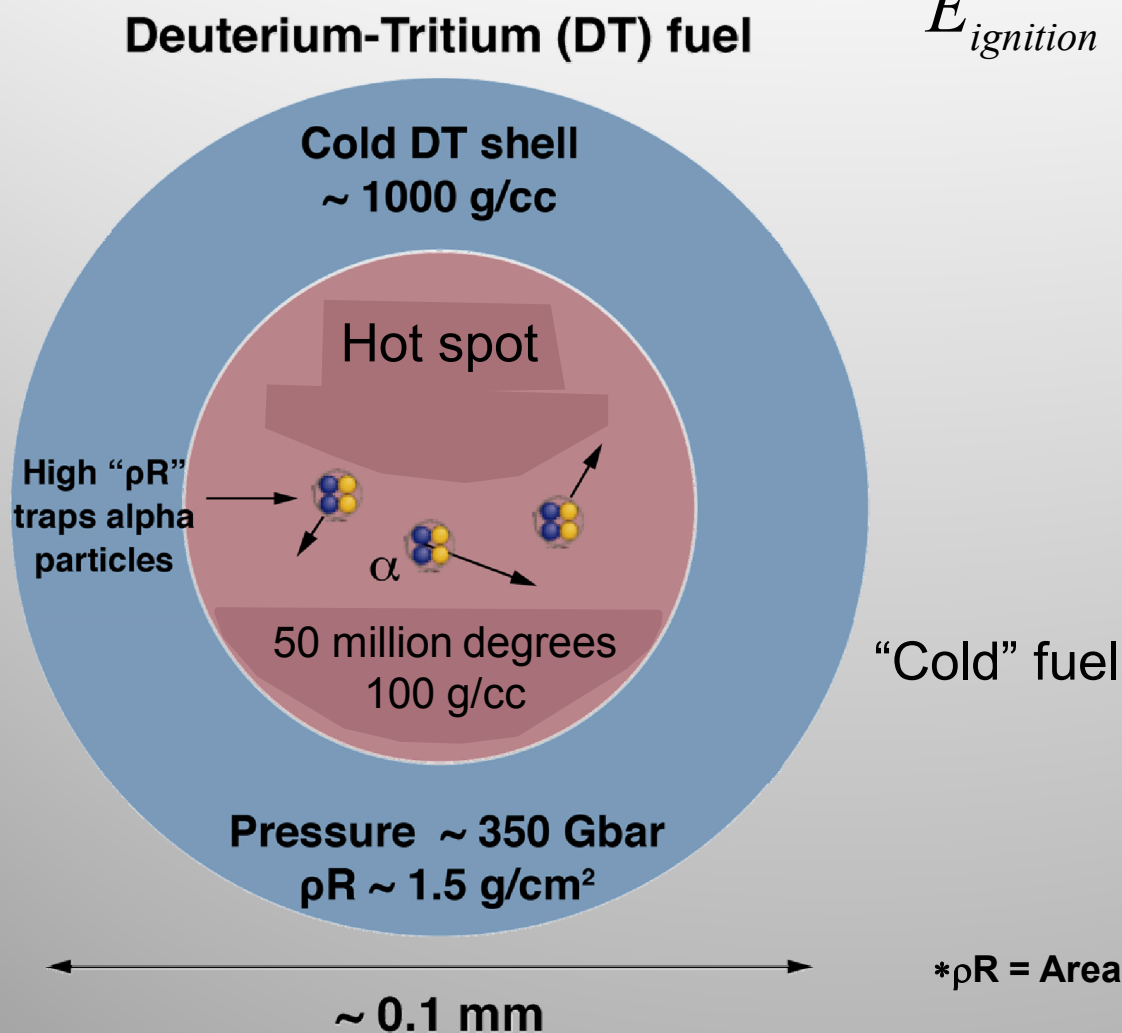 Deuterium-Tritium (DT) fuel
E ignition
Cold DT shell
~ 1000 g/cc
Hot spot
High “ρR”
traps alpha
particles
α
50 million degrees
100 g/cc
“Cold” fuel
Pressure ~ 350 Gbar
ρR ~ 1.5 g/cm²
*ρR = Area
~ 0.1 mm